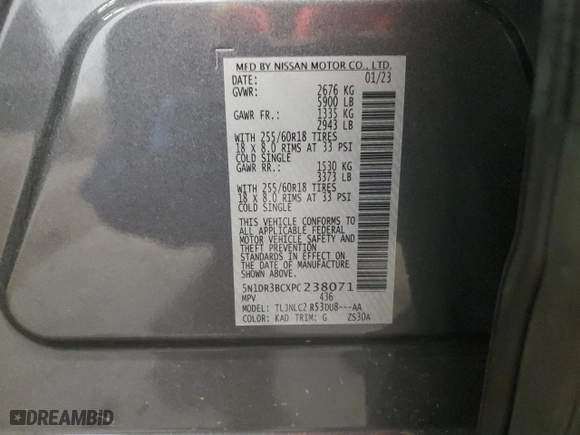 MFD BY NISSAN MOTOR CO., LTD.
DATE: 01/23
GVWR: 2676 KG
5900 LB
GAWR FR.: 1335 KG
2943 LB
WITH 255/60R18 TIRES
18 X 8.0 RIMS AT 33 PSI
COLD SINGLE
GAWR RR.: 1530 KG
3373 LB
WITH 255/60R18 TIRES
18 X 8.0 RIMS AT 33 PSI
COLD SINGLE
THIS VEHICLE CONFORMS TO
ALL APPLICABLE FEDERAL
MOTOR VEHICLE SAFETY AND
THEFT PREVENTION
STANDARDS IN EFFECT ON
THE DATE OF MANUFACTURE
SHOWN ABOVE.
5N1DR3BCXPC238071
MPV 436
MODEL: TLJNLC2 R53DU8---AA
COLOR: KAD TRIM: G ZS30A
DREAMBID